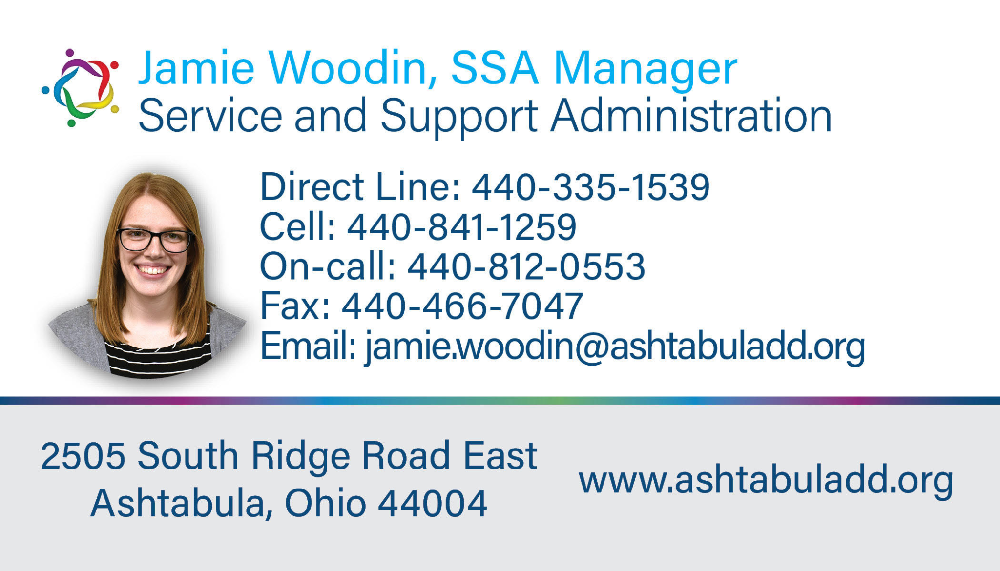 Jamie Woodin, SSA Manager
Service and Support Administration
Direct Line: 440-335-1539
Cell: 440-841-1259
On-call: 440-812-0553
Fax: 440-466-7047
Email: jamie.woodin@ashtabuladd.org
2505 South Ridge Road East
Ashtabula, Ohio 44004
www.ashtabuladd.org